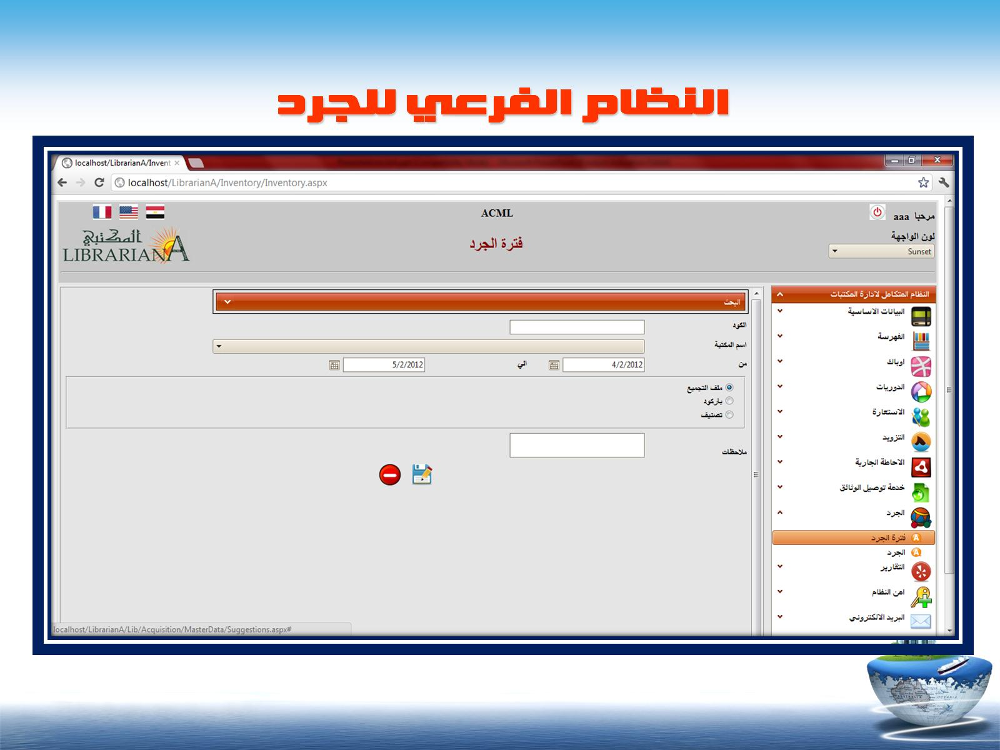 النظام الفرعي للجرد
localhost/LibrarianA/Invent
localhost/LibrarianA/Inventory/Inventory.aspx
ACML
مرحبا aaa
لون الواجهة
Sunset
فترة الجرد
المكتبي
LIBRARIANA
النظام المتكامل لادارة المكتبات
البيانات الاساسية
الفهرسة
اوباك
الدوريات
الاستعارة
التزويد
الاحاطة الجارية
خدمة توصيل الوثائق
الجرد
فترة الجرد
الجرد
التقارير
امن النظام
البريد الالكتروني
البحث
الكود
اسم المكتبة
من 4/2/2012 الي 5/2/2012
ملف التجميع
باركود
تصنيف
ملاحظات
localhost/LibrarianA/Lib/Acquisition/MasterData/Suggestions.aspx#
AUSTRALIA
OCEANIA